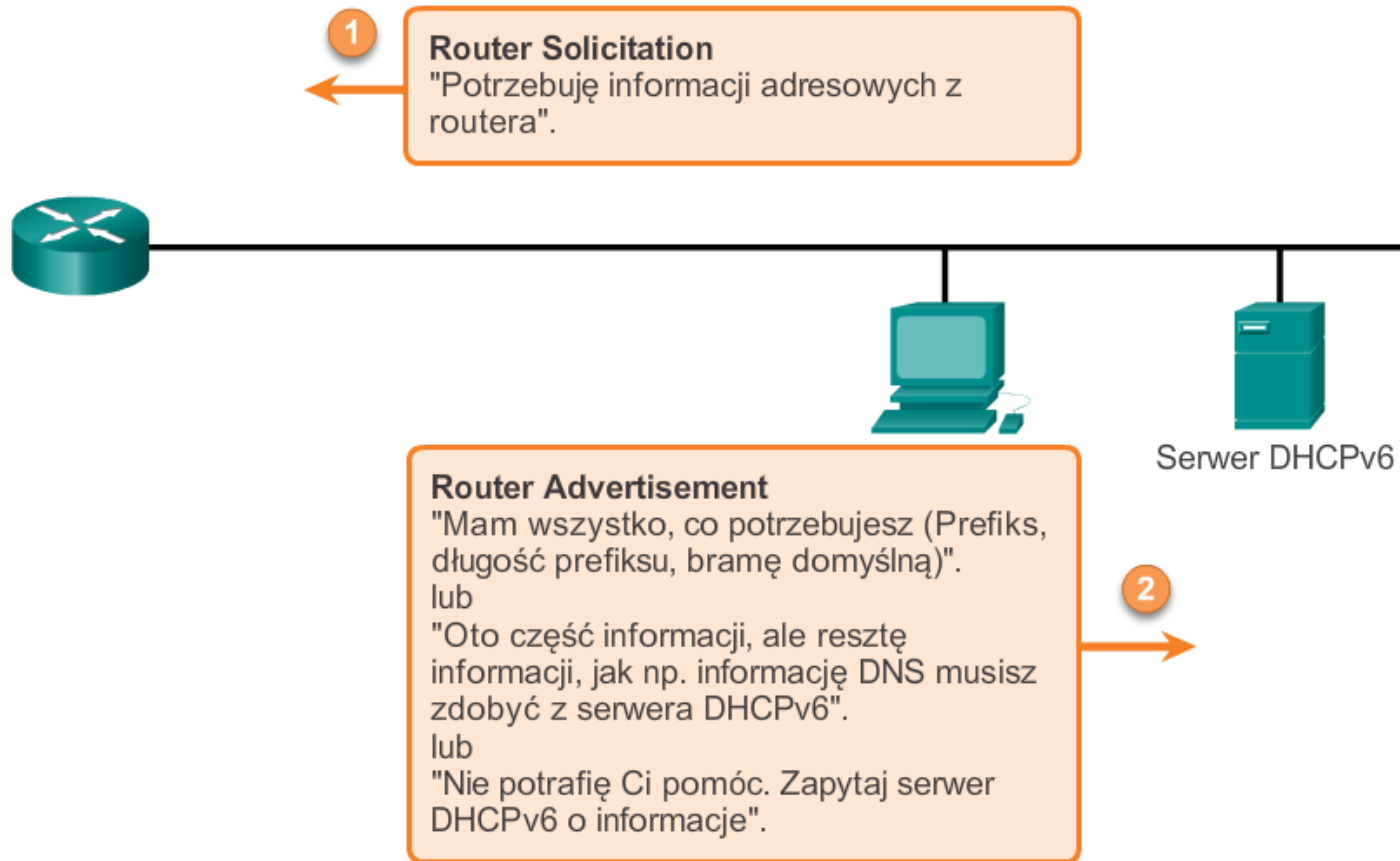 1
Router Solicitation
"Potrzebuję informacji adresowych z
routera".
Serwer DHCPv6
Router Advertisement
"Mam wszystko, co potrzebujesz (Prefiks,
długość prefiksu, bramę domyślną)".
lub
"Oto część informacji, ale resztę
informacji, jak np. informację DNS musisz
zdobyć z serwera DHCPv6".
lub
"Nie potrafię Ci pomóc. Zapytaj serwer
DHCPv6 o informacje".
2